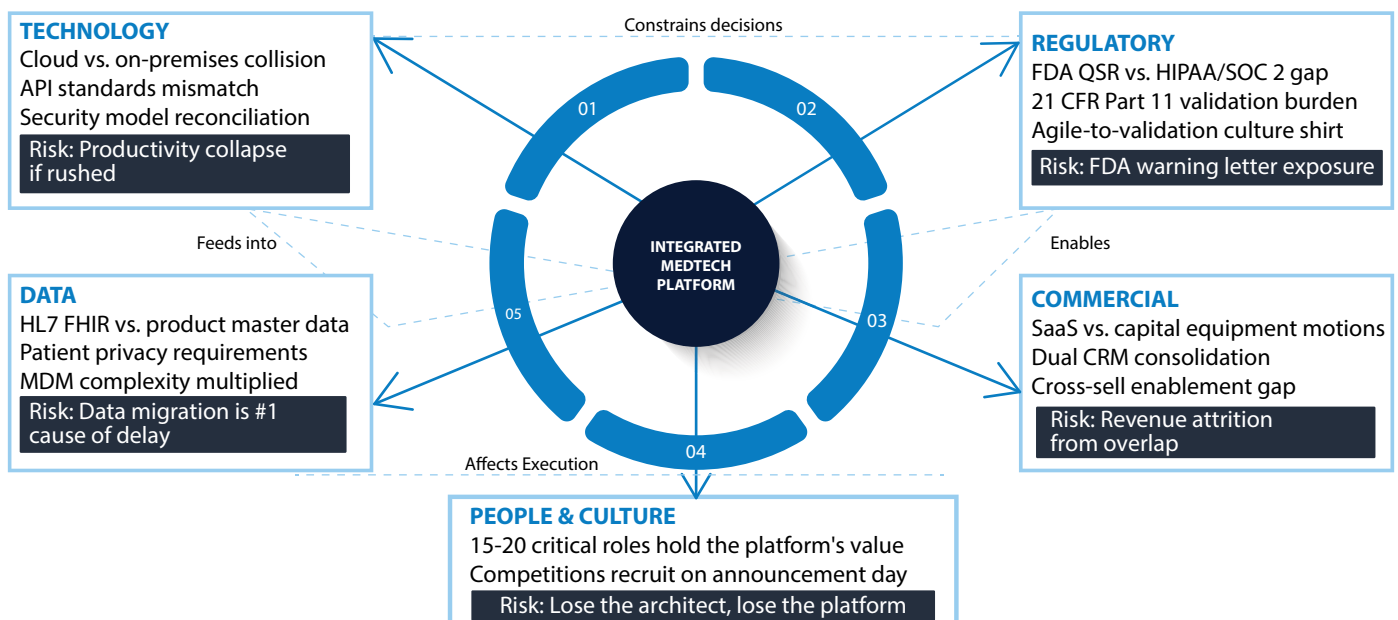 Constrains decisions
TECHNOLOGY
Cloud vs. on-premises collision
API standards mismatch
Security model reconciliation
Risk: Productivity collapse
if rushed
01
02
REGULATORY
FDA QSR vs. HIPAA/SOC 2 gap
21 CFR Part 11 validation burden
Agile-to-validation culture shirt
Risk: FDA warning letter exposure
Feeds into
INTEGRATED
MEDTECH
PLATFORM
Enables
DATA
HL7 FHIR vs. product master data
Patient privacy requirements
MDM complexity multiplied
Risk: Data migration is #1
cause of delay
05
03
COMMERCIAL
SaaS vs. capital equipment motions
Dual CRM consolidation
Cross-sell enablement gap
Risk: Revenue attrition
from overlap
04
Affects Execution
PEOPLE & CULTURE
15-20 critical roles hold the platform's value
Competitions recruit on announcement day
Risk: Lose the architect, lose the platform